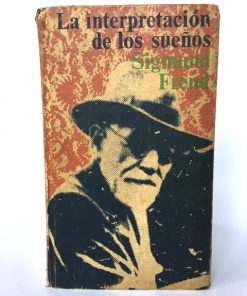 La interpretación
de los sueños
Sigmund
Freud